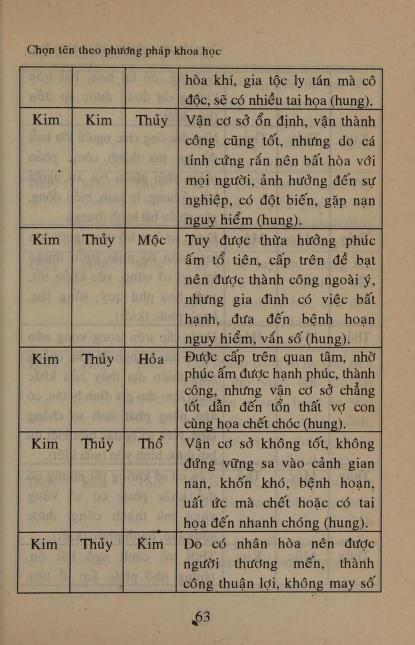 Chọn tên theo phương pháp khoa học
hòa khí, gia tộc ly tán mà cô
độc, sẽ có nhiều tai họa (hung).
Kim Kim Thủy Vận cơ sở ổn định, vận thành
công cũng tốt, nhưng do cá
tính cứng rắn nên bất hòa với
mọi người, ảnh hưởng đến sự
nghiệp, có đột biến, gặp nạn
nguy hiểm (hung).
Kim Thủy Mộc Tuy được thừa hưởng phúc
ấm tổ tiên, cấp trên đề bạt
nên được thành công ngoài ý,
nhưng gia đình có việc bất
hạnh, đưa đến bệnh hoạn
nguy hiểm, vắn số (hung).
Kim Thủy Hỏa Được cấp trên quan tâm, nhờ
phúc ấm được hạnh phúc, thành
công, nhưng vận cơ sở chẳng
tốt dẫn đến tổn thất vợ con
cùng họa chết chóc (hung).
Kim Thủy Thổ Vận cơ sở không tốt, không
đứng vững sa vào cảnh gian
nan, khốn khó, bệnh hoạn,
uất ức mà chết hoặc có tai
họa đến nhanh chóng (hung).
Kim Thủy Kim Do có nhân hòa nên được
người thương mến, thành
công thuận lợi, không may số
63